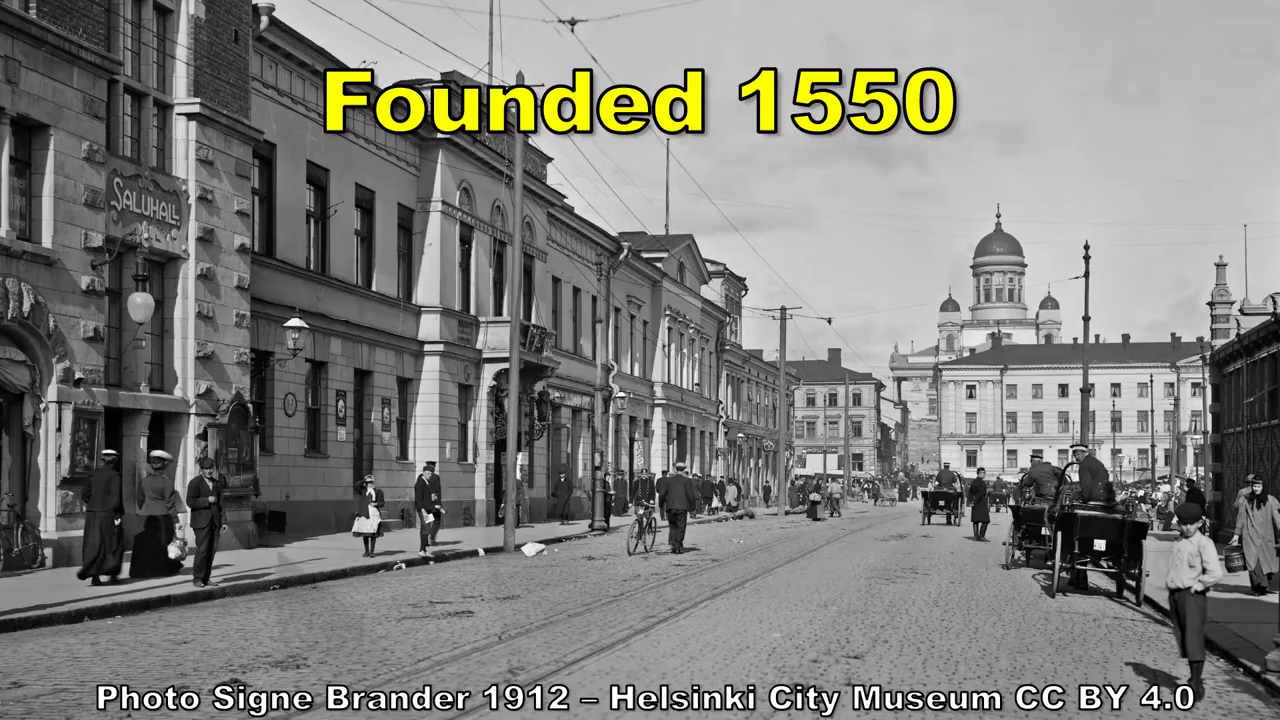 Founded 1550
SALUHALL
Photo Signe Brander 1912 – Helsinki City Museum CC BY 4.0